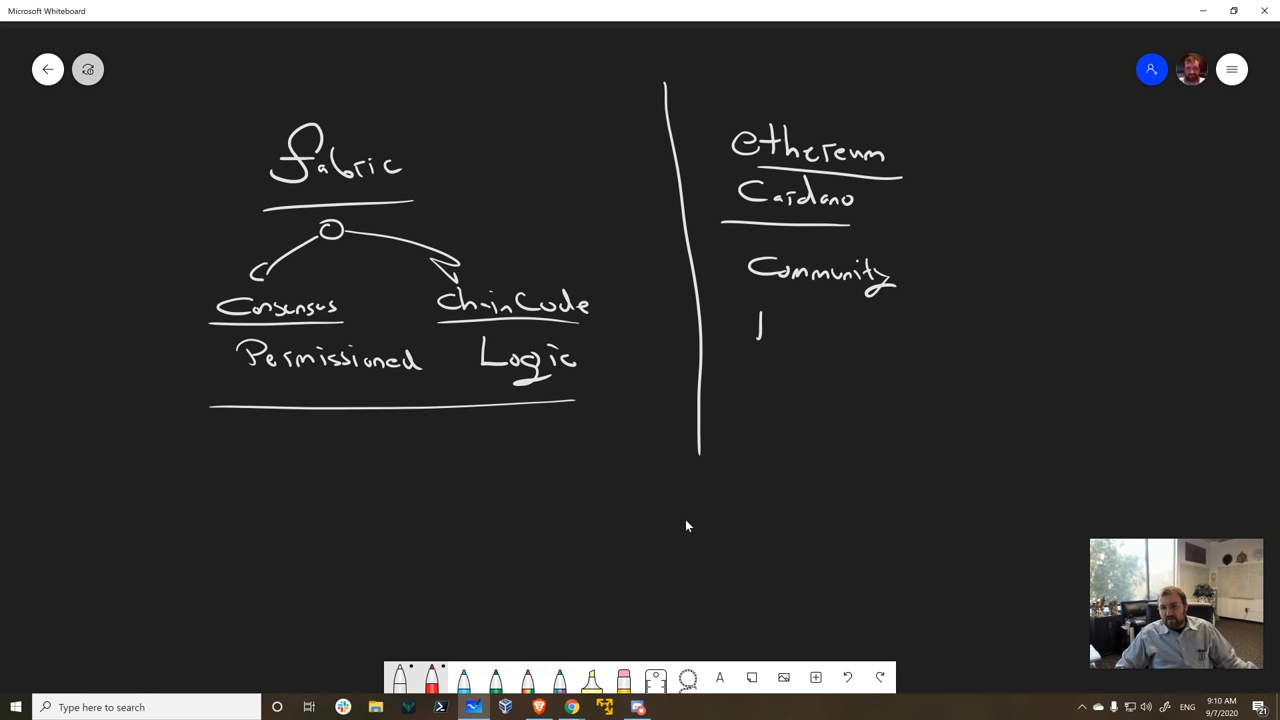 Microsoft Whiteboard
Fabric
Consensus
ChainCode
Permissioned
Logic
ethereum
Cardano
Community
A
Type here to search
ENG
9:10 AM
9/7/2020
21